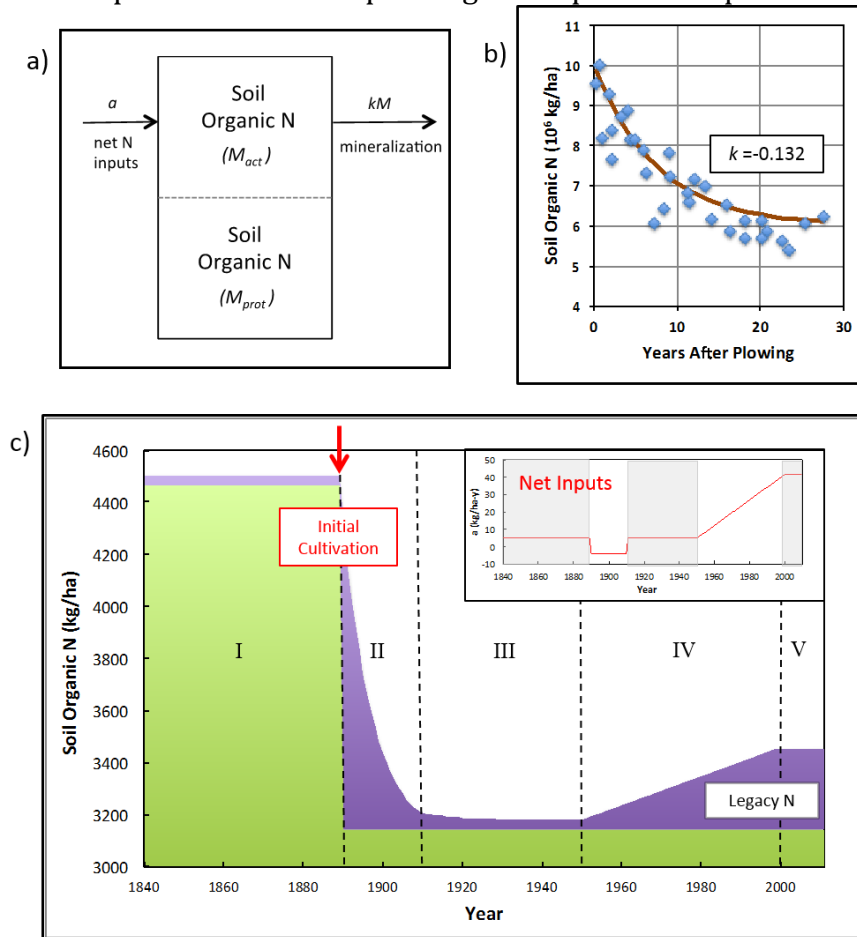 a)
a
net N
inputs
Soil
Organic N
(M_act)
kM
mineralization
Soil
Organic N
(M_prot)
b)
Soil Organic N (10⁶ kg/ha)
10
9
8
7
6
5
4
k =-0.132
0
10
20
30
Years After Plowing
c)
Soil Organic N (kg/ha)
4600
4400
4200
4000
3800
3600
3400
3200
3000
Initial
Cultivation
I
II
III
IV
V
Legacy N
1840
1860
1880
1900
1920
1940
1960
1980
2000
Year
Net Inputs
a (kg/ha-y)
50
40
30
20
10
0
-10
1840
1860
1880
1900
1920
1940
1960
1980
2000
Year